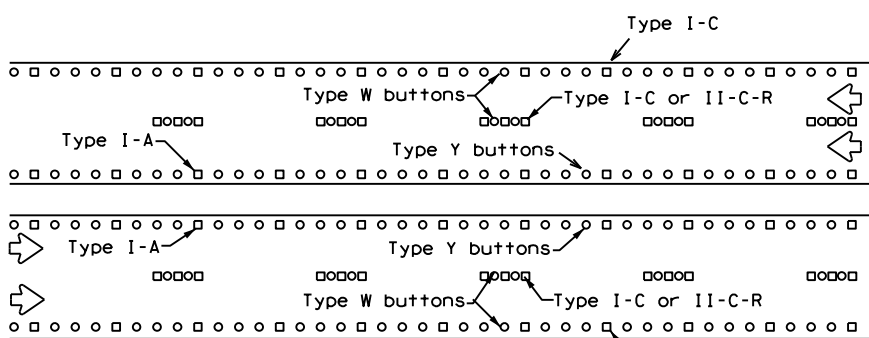 Type I-C
Type W buttons
Type I-C or II-C-R
Type I-A
Type Y buttons
Type I-A
Type Y buttons
Type W buttons
Type I-C or II-C-R